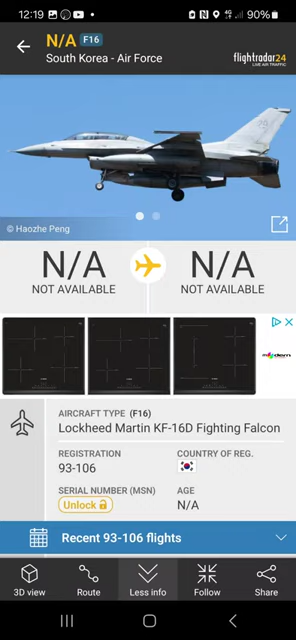 12:19
4G
90%
N/A F16
South Korea - Air Force
flightradar24
LIVE AIR TRAFFIC
© Haozhe Peng
N/A N/A
NOT AVAILABLE NOT AVAILABLE
AIRCRAFT TYPE (F16)
Lockheed Martin KF-16D Fighting Falcon
REGISTRATION COUNTRY OF REG.
93-106
SERIAL NUMBER (MSN) AGE
Unlock N/A
Recent 93-106 flights
3D view Route Less info Follow Share